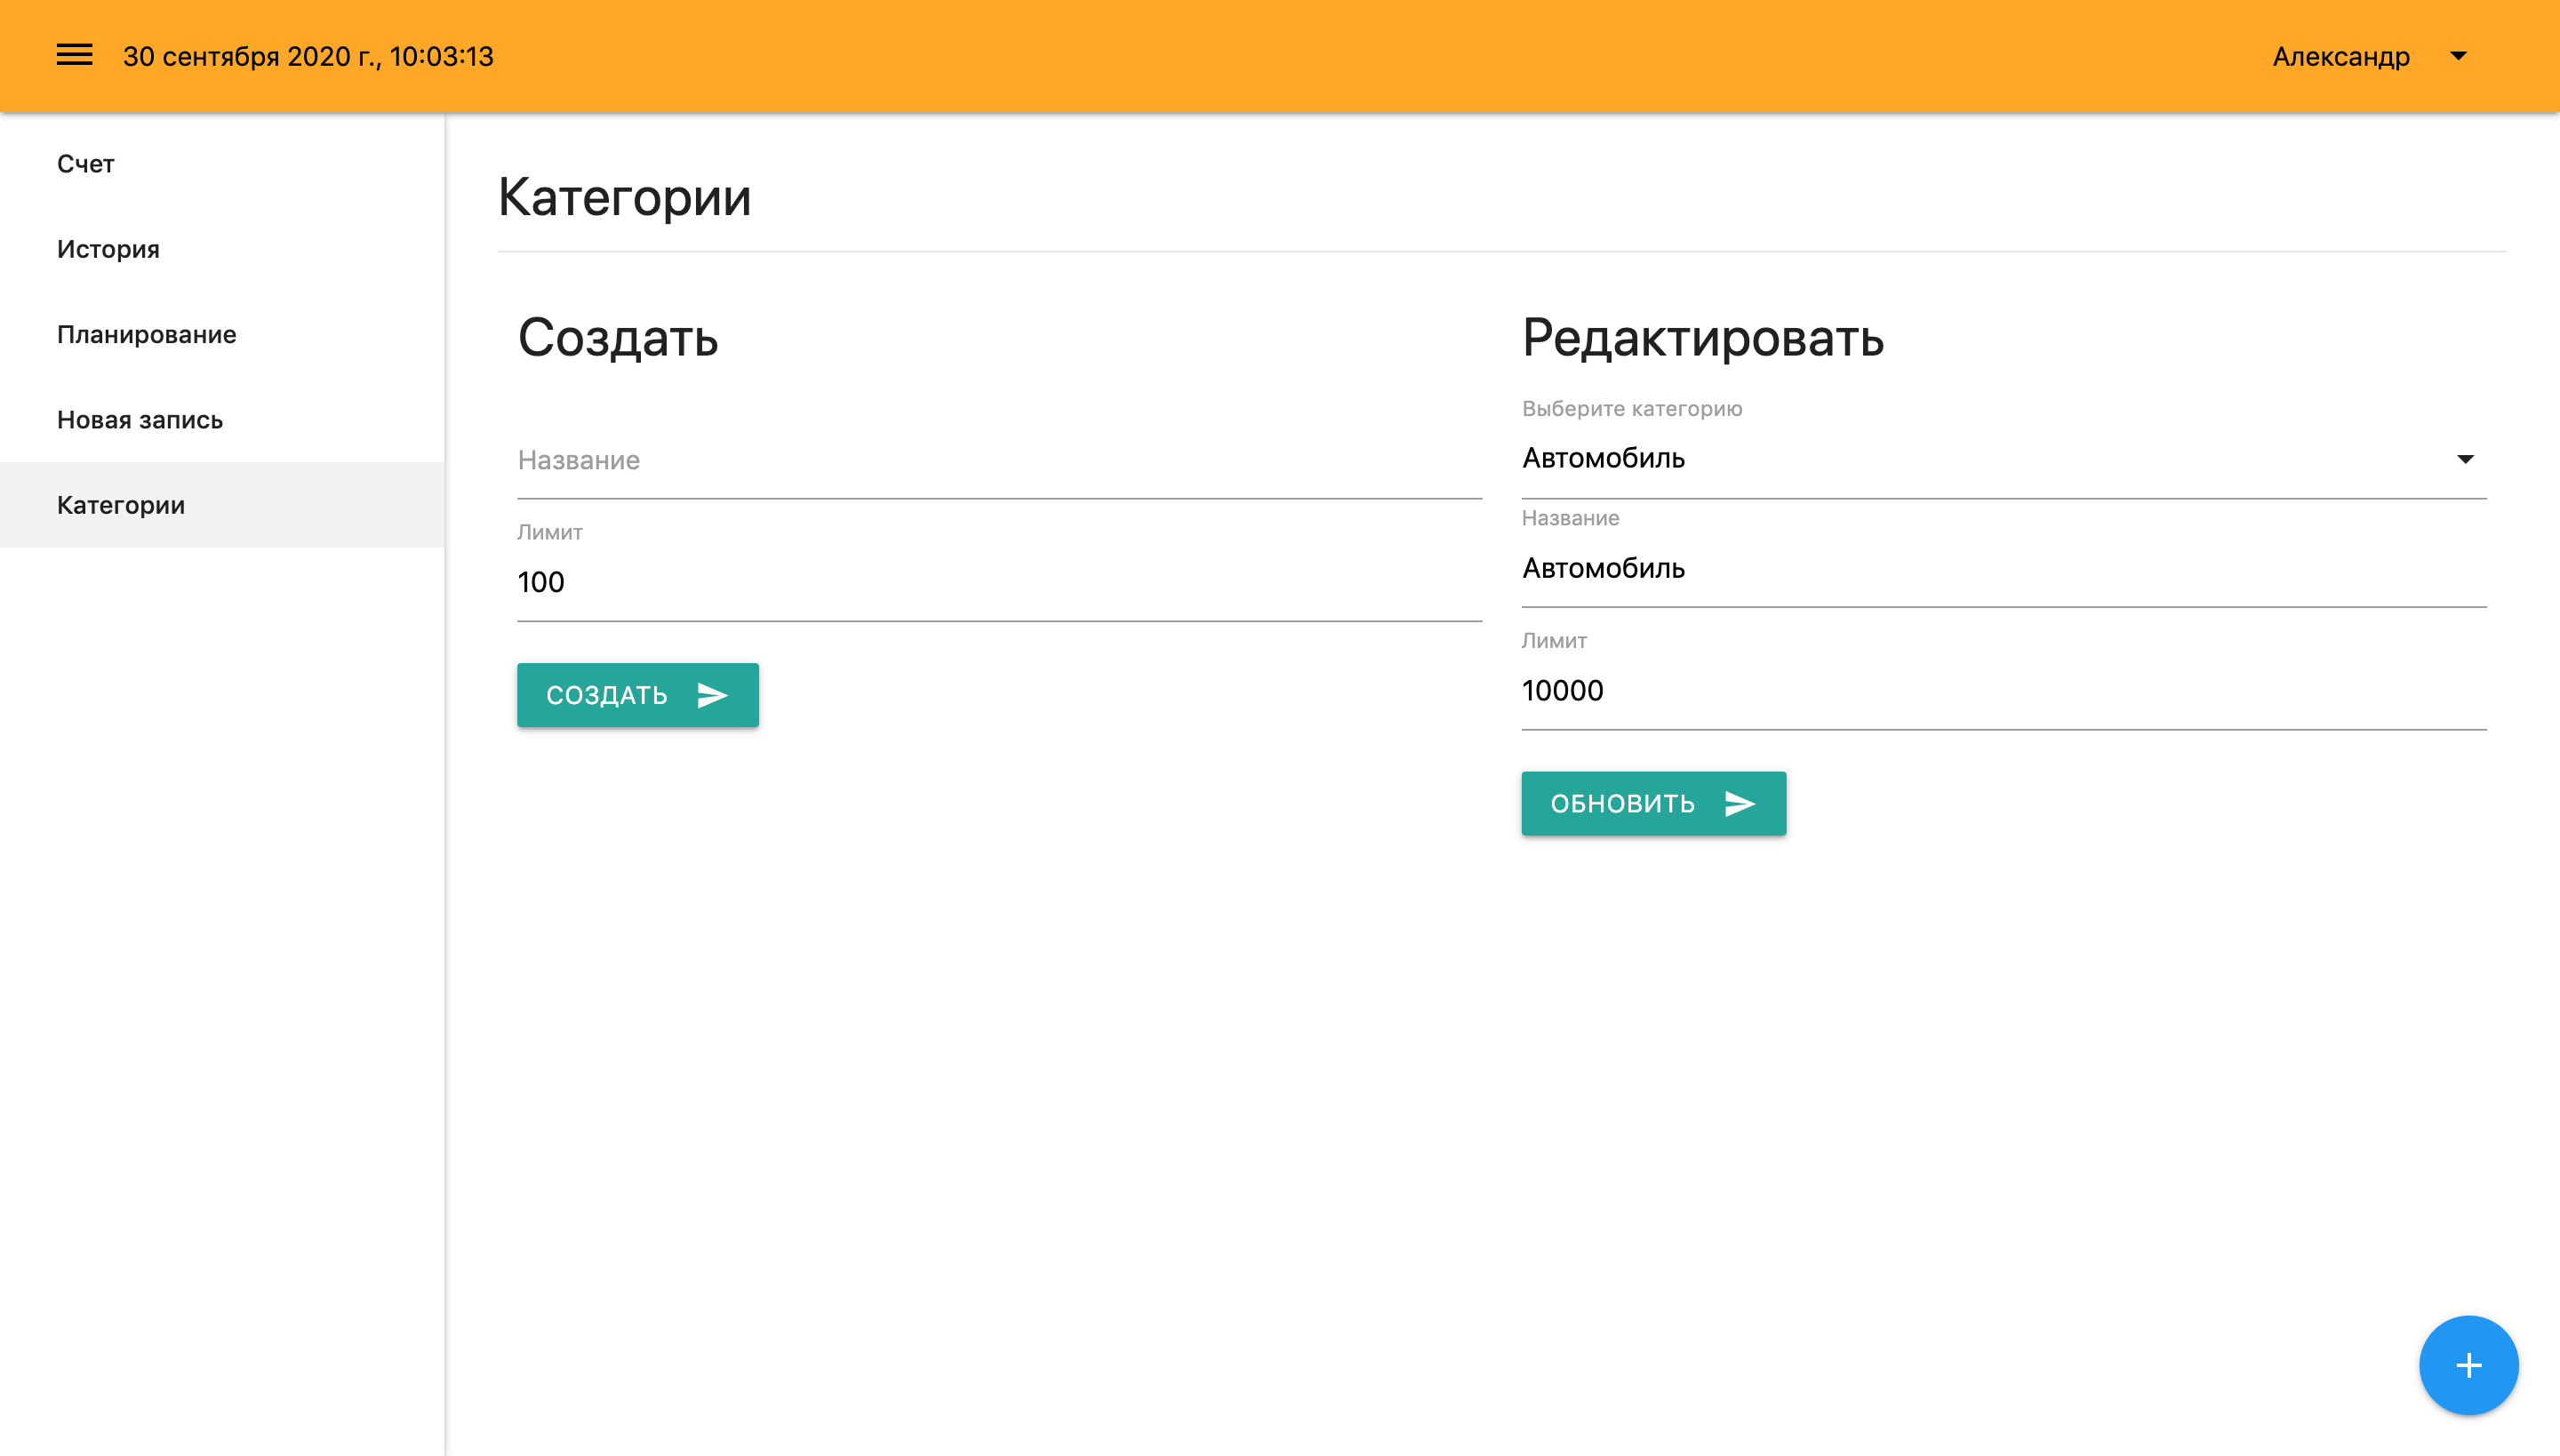 30 сентября 2020 г., 10:03:13
Александр
Счет
История
Планирование
Новая запись
Категории
Категории
Создать
Название
Лимит
100
СОЗДАТЬ
Редактировать
Выберите категорию
Автомобиль
Название
Автомобиль
Лимит
10000
ОБНОВИТЬ